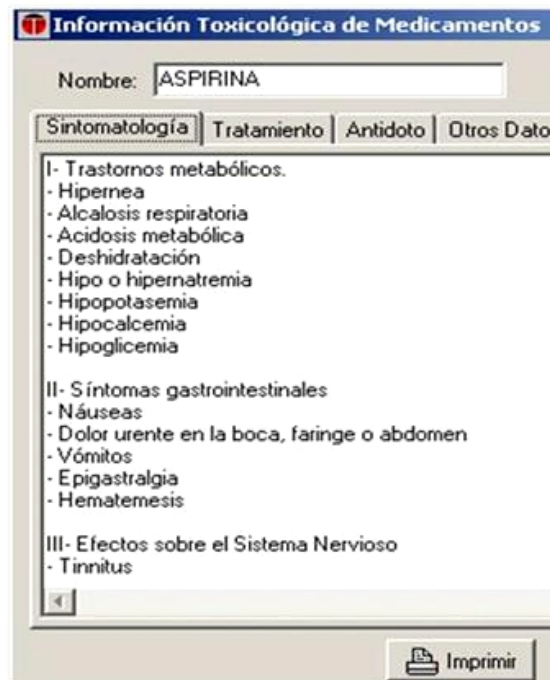 Información Toxicológica de Medicamentos
Nombre: ASPIRINA
Sintomatología Tratamiento Antidoto Otros Dato
I- Trastornos metabólicos.
- Hipernea
- Alcalosis respiratoria
- Acidosis metabólica
- Deshidratación
- Hipo o hipernatremia
- Hipopotasemia
- Hipocalcemia
- Hipoglicemia
II- Síntomas gastrointestinales
- Náuseas
- Dolor urente en la boca, faringe o abdomen
- Vómitos
- Epigastralgia
- Hematemesis
III- Efectos sobre el Sistema Nervioso
- Tinnitus
Imprimir